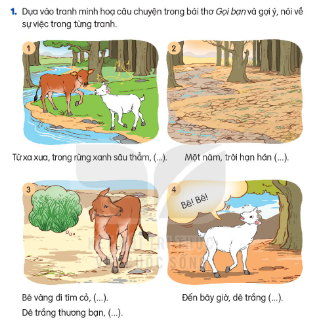 1. Dựa vào tranh minh hoạ câu chuyện trong bài thơ Gọi bạn và gợi ý, nói về
sự việc trong từng tranh.
1
2
Từ xa xưa, trong rừng xanh sâu thẳm, (...).
Một năm, trời hạn hán (...).
3
4
Bê! Bê!
Bê vàng đi tìm cỏ, (...).
Đến bây giờ, dê trắng (...).
Dê trắng thương bạn, (...).